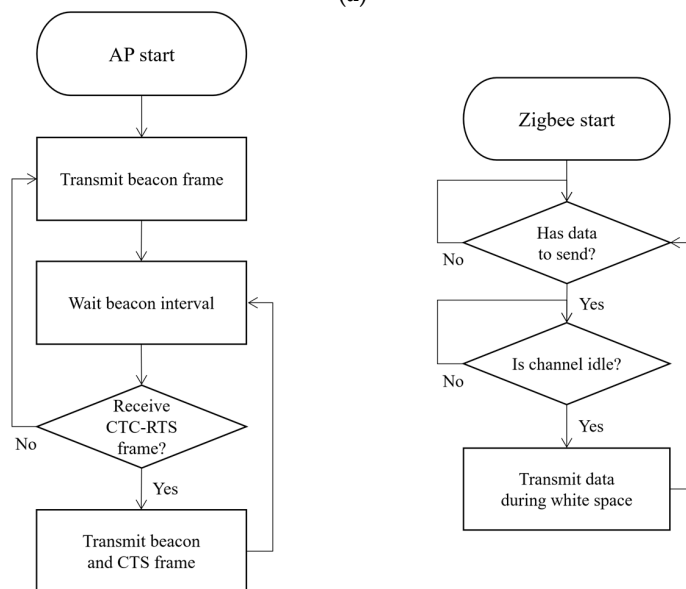 (a)
AP start
Transmit beacon frame
Wait beacon interval
Receive
CTC-RTS
frame?
No
Yes
Transmit beacon
and CTS frame
Zigbee start
Has data
to send?
No
Yes
Is channel idle?
No
Yes
Transmit data
during white space